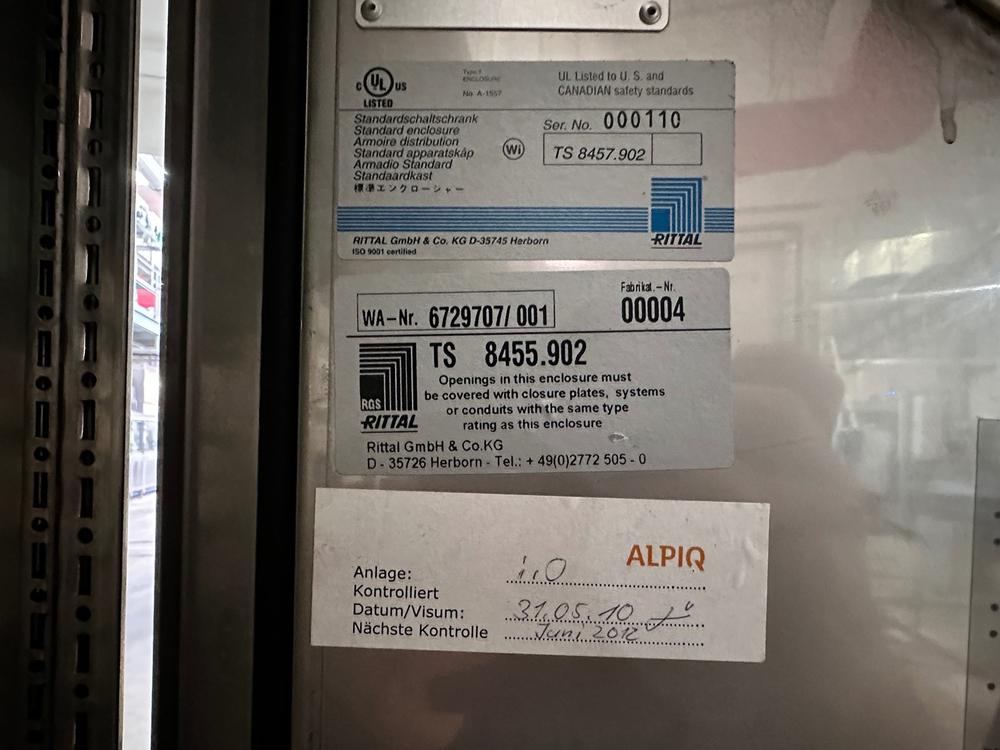 C UL US
LISTED
Type 1
ENCLOSURE
No. A-1557
UL Listed to U. S. and
CANADIAN safety standards
Standardschaltschrank
Standard enclosure
Armoire distribution
Standard apparatskåp
Armadio Standard
Standaardkast
標準エンクロージャー
Wi
Ser. No. 000110
TS 8457.902
RITTAL
RITTAL GmbH & Co. KG D-35745 Herborn
ISO 9001 certified
WA-Nr. 6729707/001
Fabrikat.-Nr.
00004
TS 8455.902
RGS
RITTAL
Openings in this enclosure must
be covered with closure plates, systems
or conduits with the same type
rating as this enclosure
Rittal GmbH & Co.KG
D - 35726 Herborn - Tel.: + 49(0)2772 505 - 0
ALPIQ
Anlage: i.O
Kontrolliert
Datum/Visum: 31.05.10
Nächste Kontrolle Juni 2012